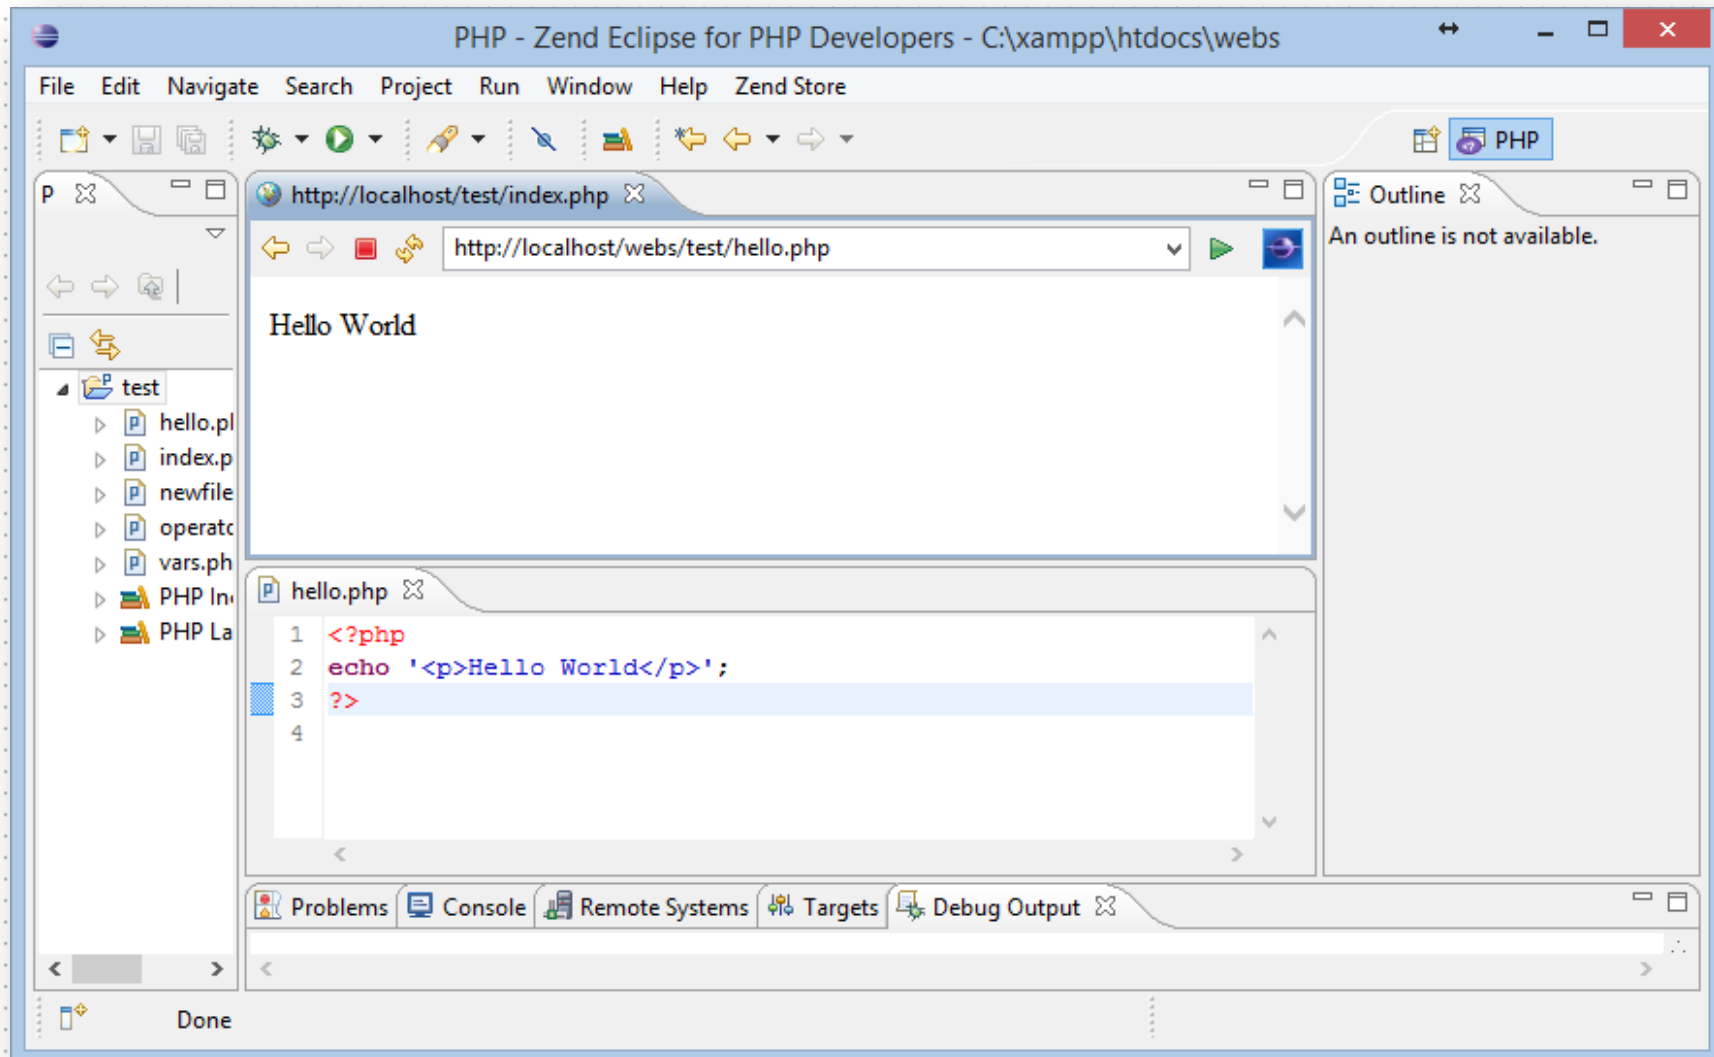 PHP - Zend Eclipse for PHP Developers - C:\xampp\htdocs\webs
File Edit Navigate Search Project Run Window Help Zend Store
PHP
P
http://localhost/test/index.php
Outline
http://localhost/webs/test/hello.php
An outline is not available.
Hello World
test
hello.pl
index.p
newfile
operatc
vars.ph
PHP In
PHP La
hello.php
1 <?php
2 echo '<p>Hello World</p>';
3 ?>
4
Problems Console Remote Systems Targets Debug Output
Done